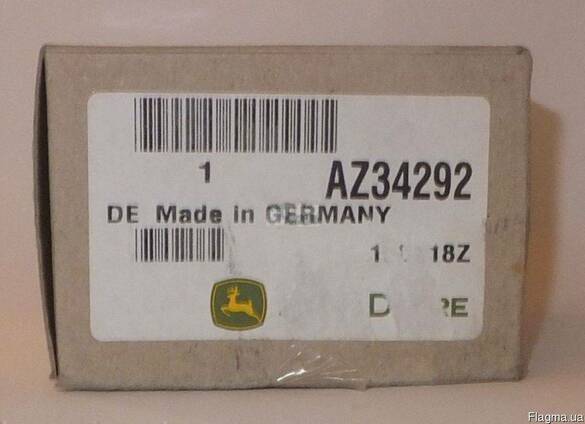 1 AZ34292
DE Made in GERMANY
Flagma.ua